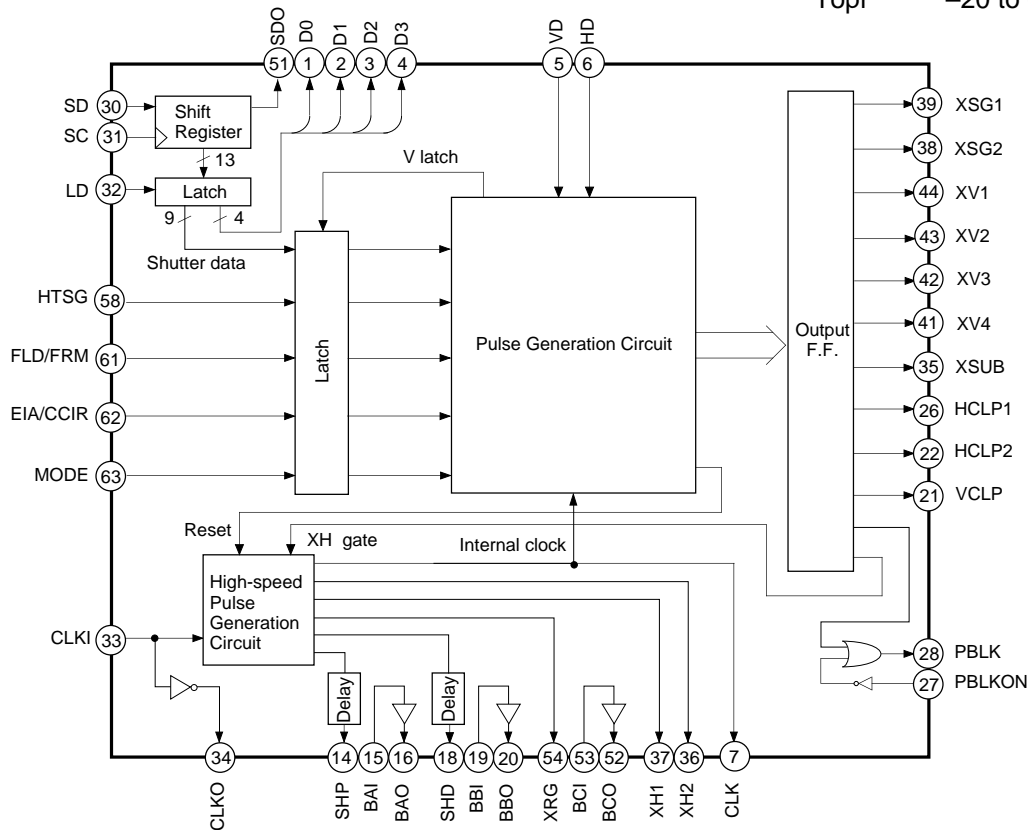 Topr –20 to
SDO D0 D1 D2 D3 VD HD
51 1 2 3 4 5 6
SD 30
SC 31
Shift
Register
13
LD 32
Latch
9 4
V latch
Shutter data
HTSG 58
FLD/FRM 61
EIA/CCIR 62
MODE 63
Latch
Pulse Generation Circuit
Output
F.F.
39 XSG1
38 XSG2
44 XV1
43 XV2
42 XV3
41 XV4
35 XSUB
26 HCLP1
22 HCLP2
21 VCLP
Reset
XH gate
Internal clock
High-speed
Pulse
Generation
Circuit
CLKI 33
28 PBLK
27 PBLKON
Delay Delay
34 14 15 16 18 19 20 54 53 52 37 36 7
CLKO SHP BAI BAO SHD BBI BBO XRG BCI BCO XH1 XH2 CLK